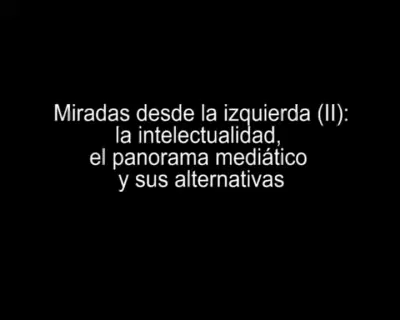 Miradas desde la izquierda (II):
la intelectualidad,
el panorama mediático
y sus alternativas